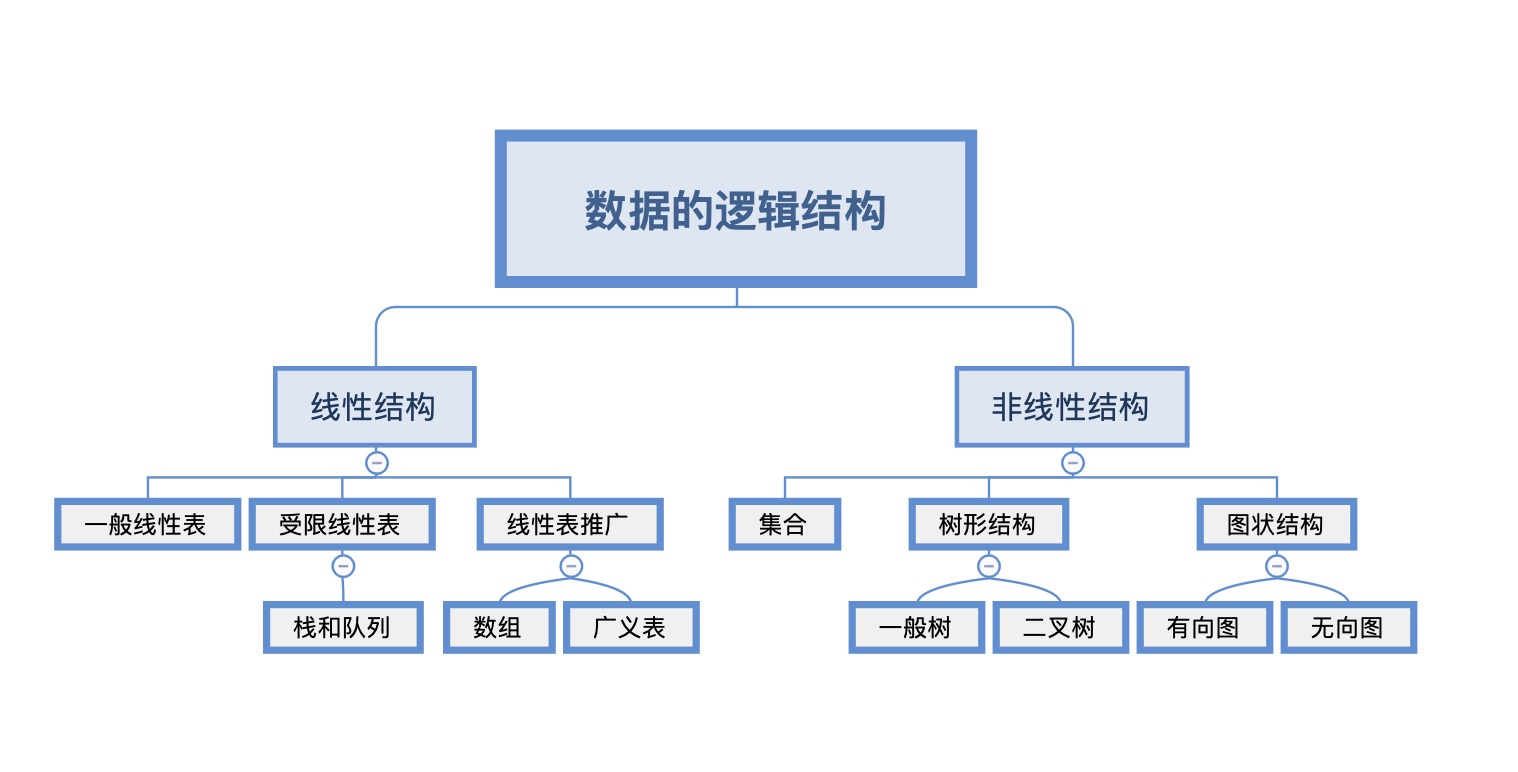 数据的逻辑结构
线性结构
非线性结构
一般线性表
受限线性表
线性表推广
集合
树形结构
图状结构
栈和队列
数组
广义表
一般树
二叉树
有向图
无向图